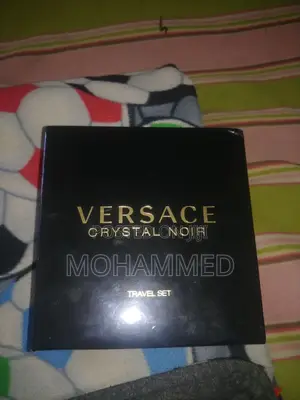 VERSACE
CRYSTAL NOIR
MOHAMMED
TRAVEL SET